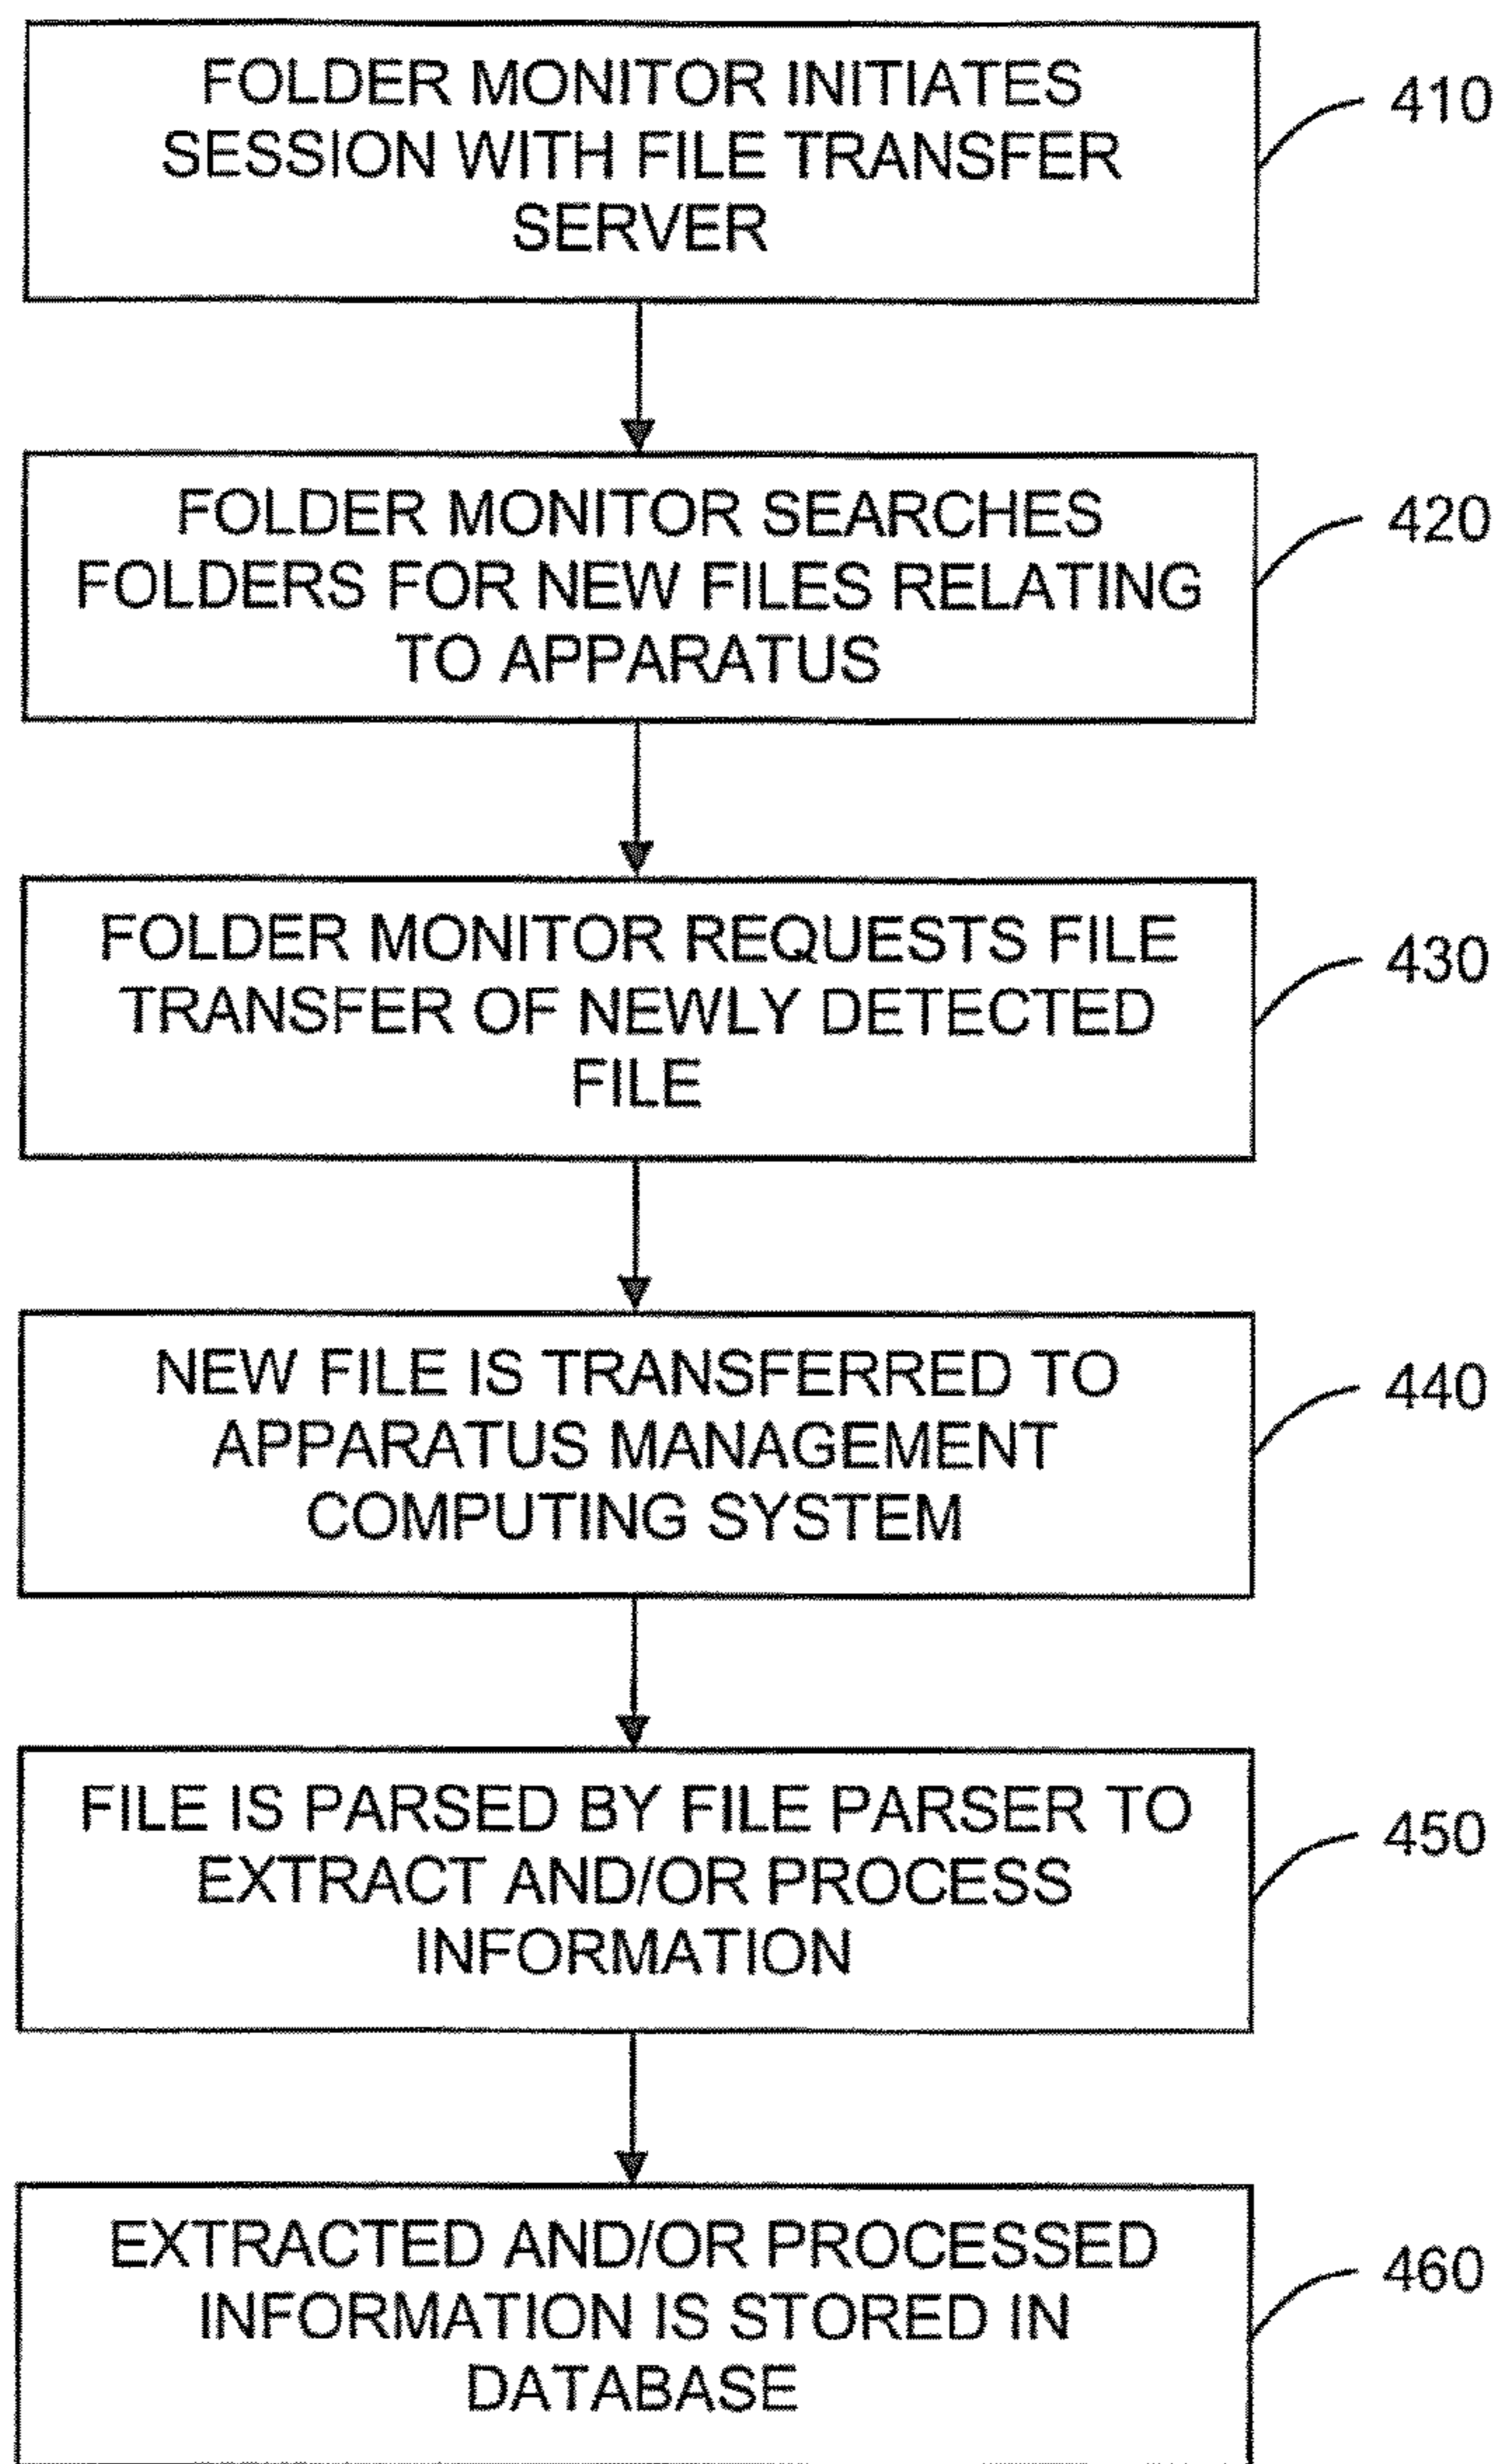 FOLDER MONITOR INITIATES
SESSION WITH FILE TRANSFER
SERVER
410
FOLDER MONITOR SEARCHES
FOLDERS FOR NEW FILES RELATING
TO APPARATUS
420
FOLDER MONITOR REQUESTS FILE
TRANSFER OF NEWLY DETECTED
FILE
430
NEW FILE IS TRANSFERRED TO
APPARATUS MANAGEMENT
COMPUTING SYSTEM
440
FILE IS PARSED BY FILE PARSER TO
EXTRACT AND/OR PROCESS
INFORMATION
450
EXTRACTED AND/OR PROCESSED
INFORMATION IS STORED IN
DATABASE
460